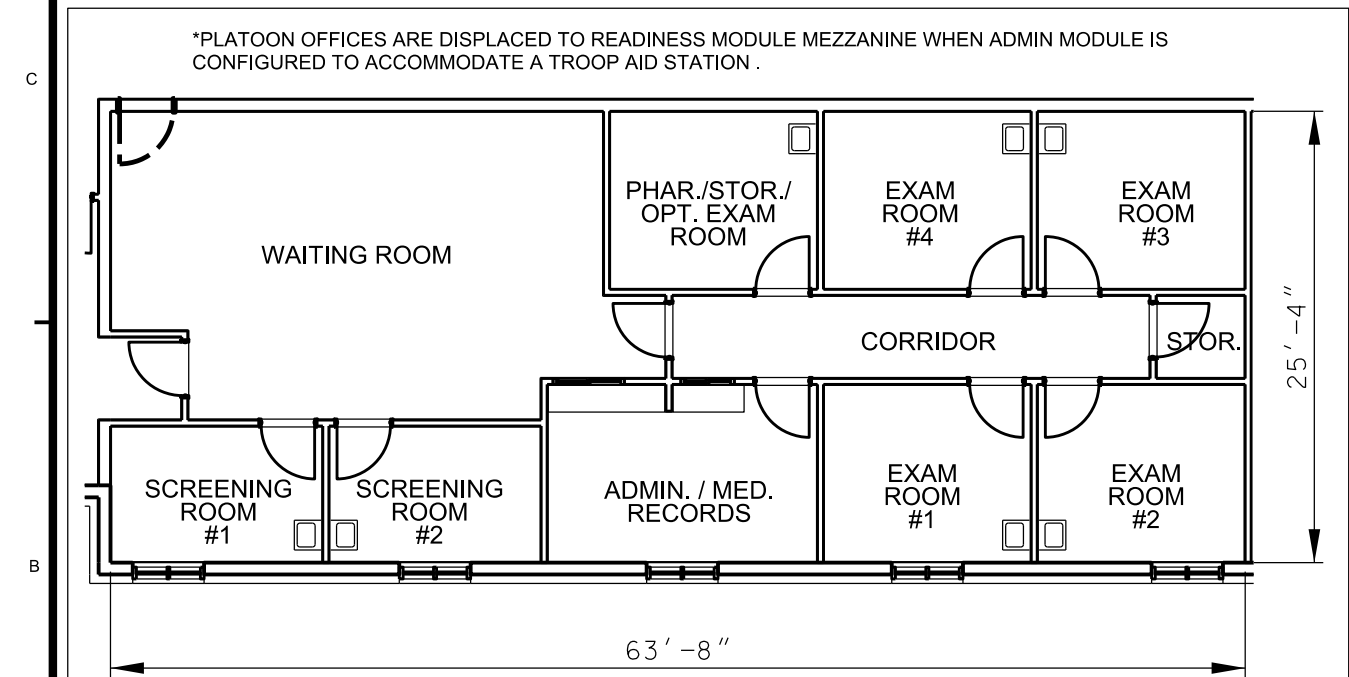 *PLATOON OFFICES ARE DISPLACED TO READINESS MODULE MEZZANINE WHEN ADMIN MODULE IS
CONFIGURED TO ACCOMMODATE A TROOP AID STATION .
C
WAITING ROOM
PHAR./STOR./
OPT. EXAM
ROOM
EXAM
ROOM
#4
EXAM
ROOM
#3
CORRIDOR
STOR.
25'-4"
SCREENING
ROOM
#1
SCREENING
ROOM
#2
ADMIN. / MED.
RECORDS
EXAM
ROOM
#1
EXAM
ROOM
#2
B
63'-8"